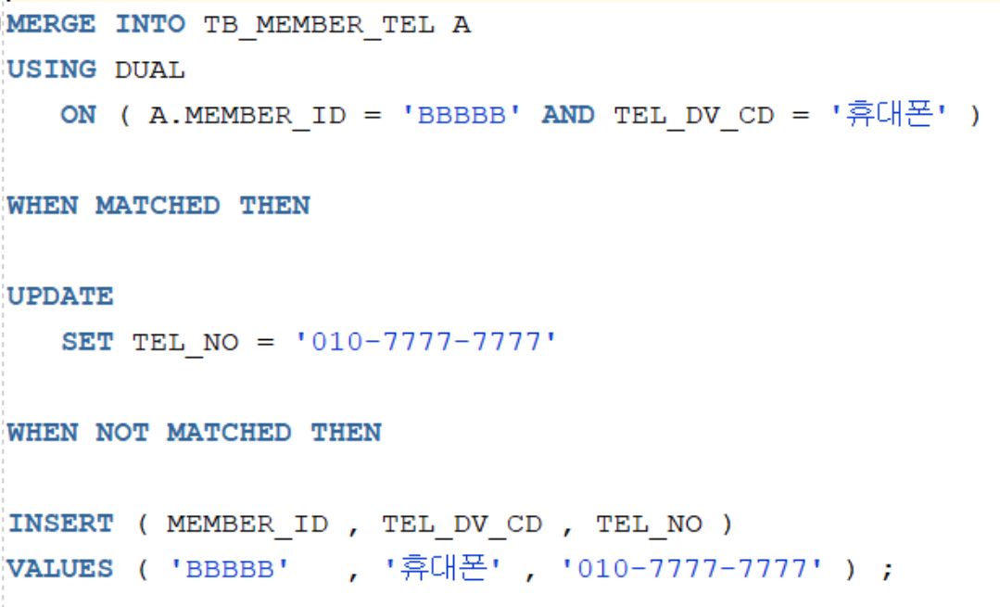 MERGE INTO TB_MEMBER_TEL A
USING DUAL
ON ( A.MEMBER_ID = 'BBBBB' AND TEL_DV_CD = '휴대폰' )
WHEN MATCHED THEN
UPDATE
SET TEL_NO = '010-7777-7777'
WHEN NOT MATCHED THEN
INSERT ( MEMBER_ID , TEL_DV_CD , TEL_NO )
VALUES ( 'BBBBB' , '휴대폰' , '010-7777-7777' ) ;